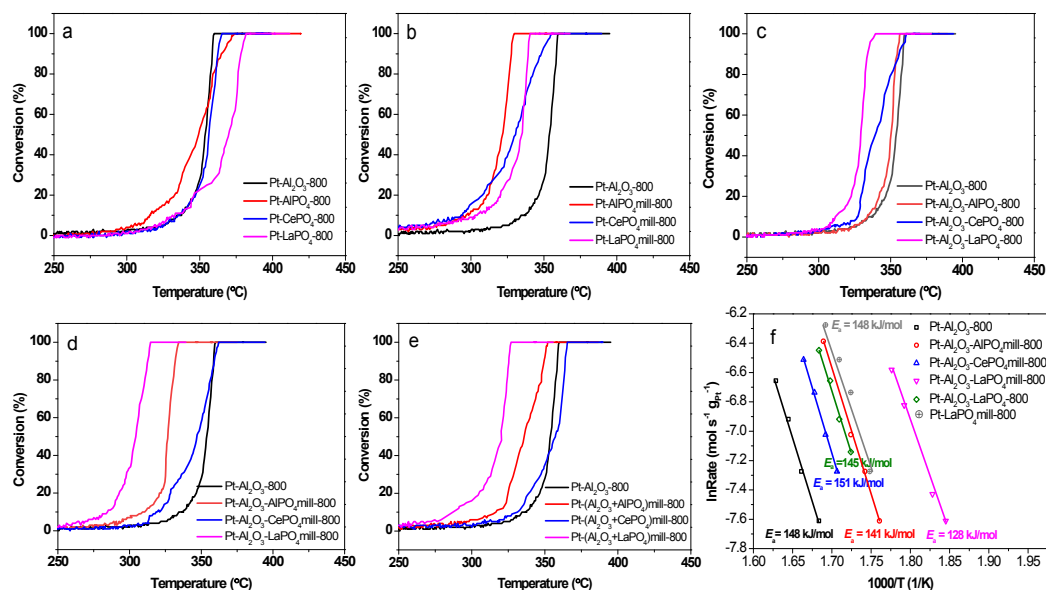 a
Conversion (%)
100
80
60
40
20
0
250 300 350 400 450
Temperature (ºC)
Pt-Al₂O₃-800
Pt-AlPO₄-800
Pt-CePO₄-800
Pt-LaPO₄-800
b
Conversion (%)
100
80
60
40
20
0
250 300 350 400 450
Temperature (ºC)
Pt-Al₂O₃-800
Pt-AlPO₄mill-800
Pt-CePO₄mill-800
Pt-LaPO₄mill-800
c
Conversion (%)
100
80
60
40
20
0
250 300 350 400 450
Temperature (ºC)
Pt-Al₂O₃-800
Pt-Al₂O₃-AlPO₄-800
Pt-Al₂O₃-CePO₄-800
Pt-Al₂O₃-LaPO₄-800
d
Conversion (%)
100
80
60
40
20
0
250 300 350 400 450
Temperature (ºC)
Pt-Al₂O₃-800
Pt-Al₂O₃-AlPO₄mill-800
Pt-Al₂O₃-CePO₄mill-800
Pt-Al₂O₃-LaPO₄mill-800
e
Conversion (%)
100
80
60
40
20
0
250 300 350 400 450
Temperature (ºC)
Pt-Al₂O₃-800
Pt-(Al₂O₃+AlPO₄)mill-800
Pt-(Al₂O₃+CePO₄)mill-800
Pt-(Al₂O₃+LaPO₄)mill-800
f
lnRate (mol s⁻¹ gPt⁻¹)
-6.2
-6.4
-6.6
-6.8
-7.0
-7.2
-7.4
-7.6
-7.8
1.60 1.65 1.70 1.75 1.80 1.85 1.90 1.95
1000/T (1/K)
Eₐ = 148 kJ/mol
Pt-Al₂O₃-800
Pt-Al₂O₃-AlPO₄mill-800
Pt-Al₂O₃-CePO₄mill-800
Pt-Al₂O₃-LaPO₄mill-800
Pt-Al₂O₃-LaPO₄-800
Pt-LaPO₄mill-800
Eₐ =145 kJ/mol
Eₐ = 151 kJ/mol
Eₐ = 148 kJ/mol
Eₐ = 141 kJ/mol
Eₐ = 128 kJ/mol